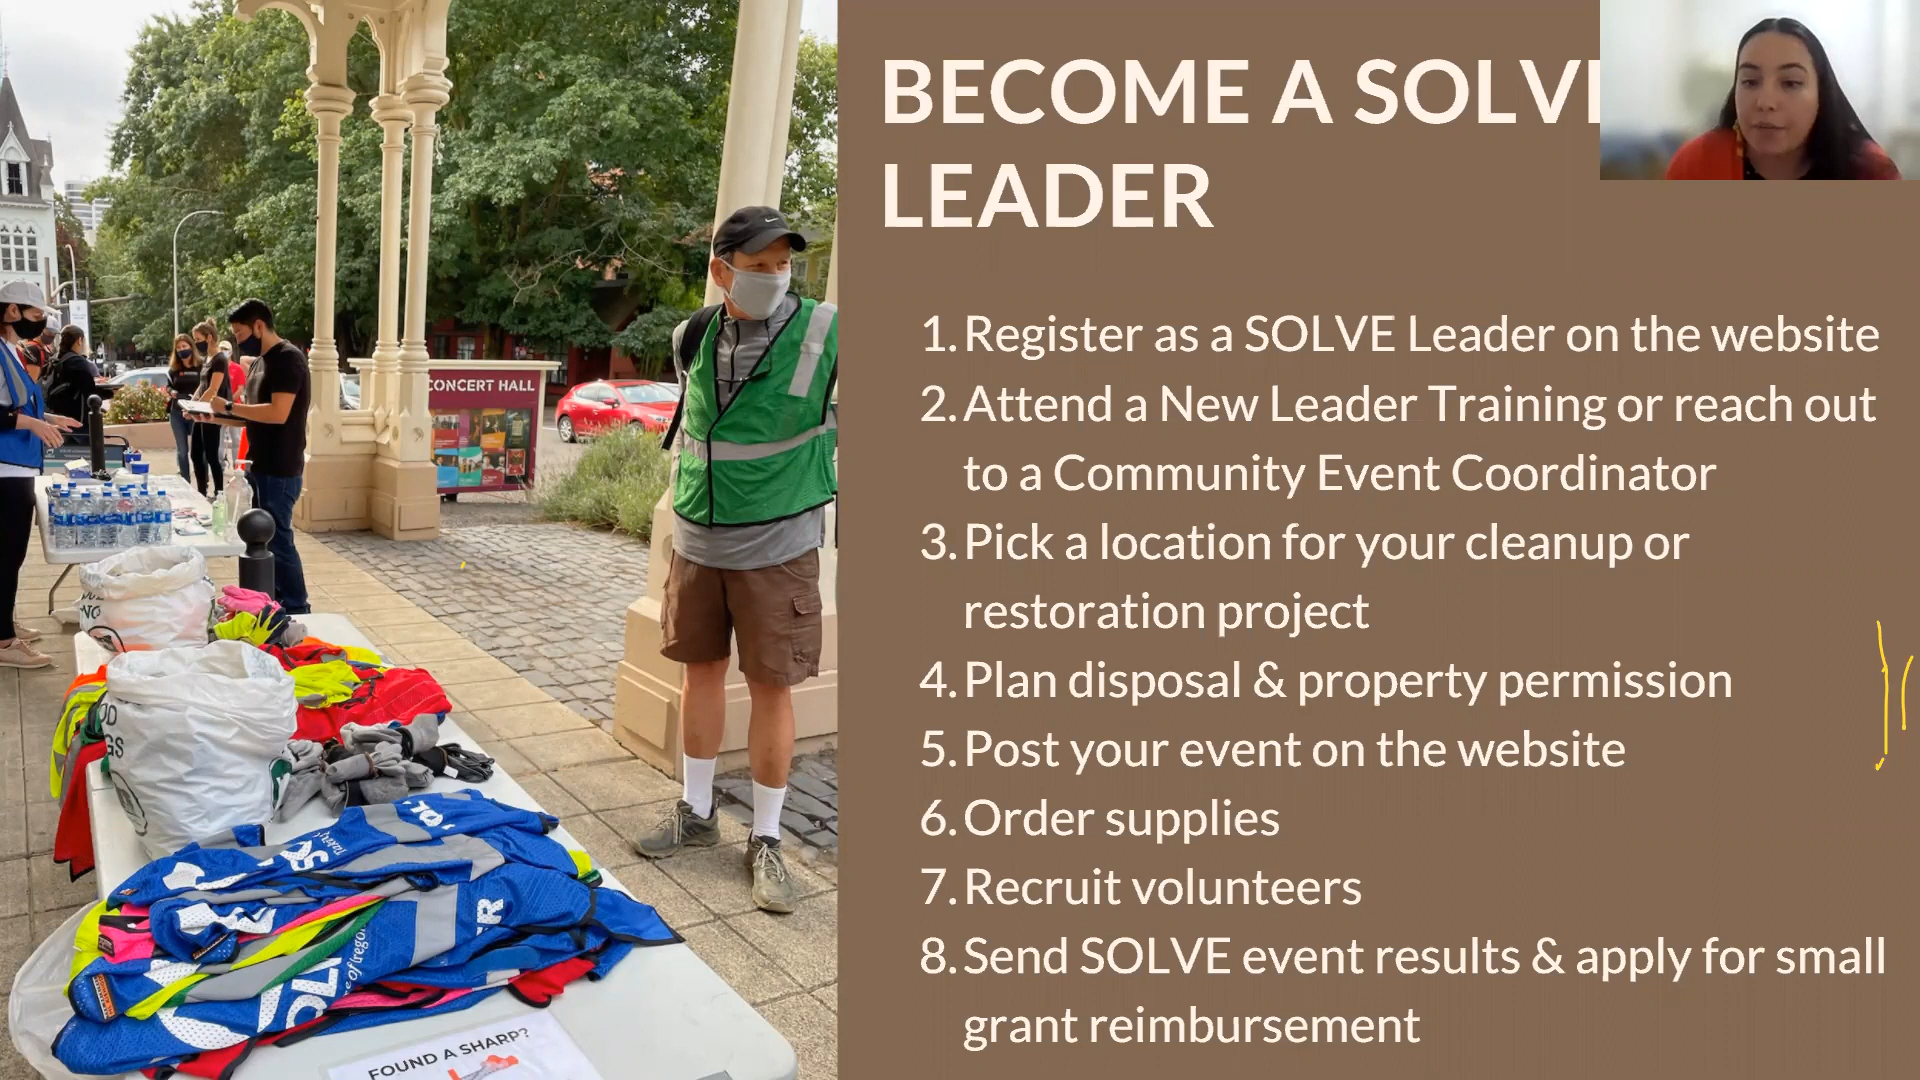 BECOME A SOLVE
LEADER
1. Register as a SOLVE Leader on the website
2. Attend a New Leader Training or reach out
to a Community Event Coordinator
3. Pick a location for your cleanup or
restoration project
4. Plan disposal & property permission
5. Post your event on the website
6. Order supplies
7. Recruit volunteers
8. Send SOLVE event results & apply for small
grant reimbursement
CONCERT HALL
FOUND A SHARP?